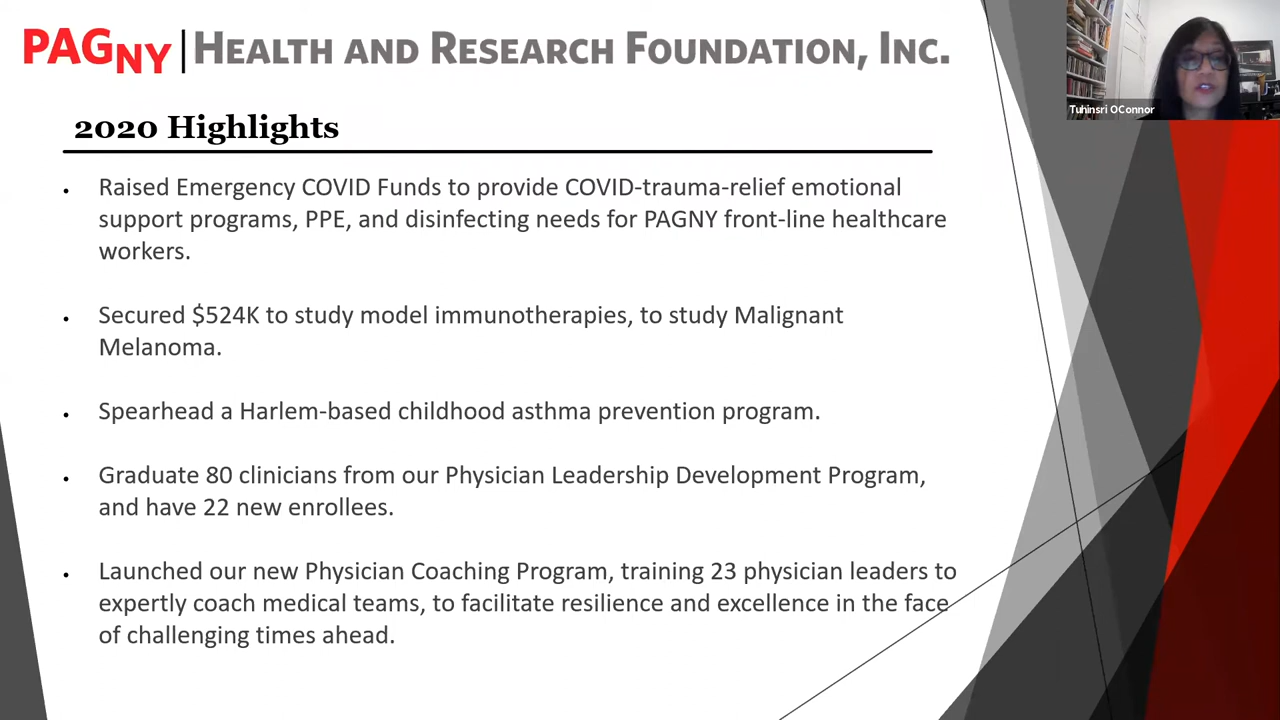 PAGNY | HEALTH AND RESEARCH FOUNDATION, INC.
Tuhinsri OConnor
2020 Highlights
• Raised Emergency COVID Funds to provide COVID-trauma-relief emotional
support programs, PPE, and disinfecting needs for PAGNY front-line healthcare
workers.
• Secured $524K to study model immunotherapies, to study Malignant
Melanoma.
• Spearhead a Harlem-based childhood asthma prevention program.
• Graduate 80 clinicians from our Physician Leadership Development Program,
and have 22 new enrollees.
• Launched our new Physician Coaching Program, training 23 physician leaders to
expertly coach medical teams, to facilitate resilience and excellence in the face
of challenging times ahead.